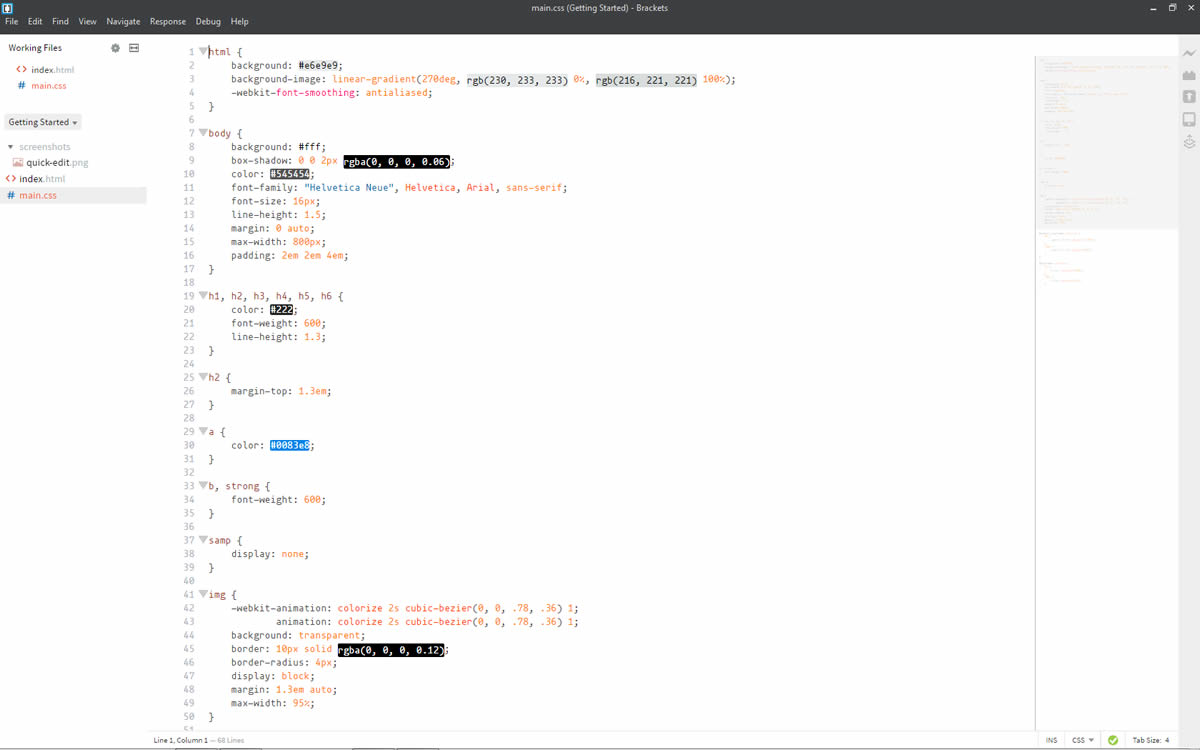 main.css (Getting Started) - Brackets
File Edit Find View Navigate Response Debug Help
Working Files
index.html
main.css
Getting Started
screenshots
quick-edit.png
index.html
main.css
1 html {
2 background: #e6e9e9;
3 background-image: linear-gradient(270deg, rgb(230, 233, 233) 0%, rgb(216, 221, 221) 100%);
4 -webkit-font-smoothing: antialiased;
5 }
6
7 body {
8 background: #fff;
9 box-shadow: 0 0 2px rgba(0, 0, 0, 0.06);
10 color: #545454;
11 font-family: "Helvetica Neue", Helvetica, Arial, sans-serif;
12 font-size: 16px;
13 line-height: 1.5;
14 margin: 0 auto;
15 max-width: 800px;
16 padding: 2em 2em 4em;
17 }
18
19 h1, h2, h3, h4, h5, h6 {
20 color: #222;
21 font-weight: 600;
22 line-height: 1.3;
23 }
24
25 h2 {
26 margin-top: 1.3em;
27 }
28
29 a {
30 color: #0083e8;
31 }
32
33 b, strong {
34 font-weight: 600;
35 }
36
37 samp {
38 display: none;
39 }
40
41 img {
42 -webkit-animation: colorize 2s cubic-bezier(0, 0, .78, .36) 1;
43 animation: colorize 2s cubic-bezier(0, 0, .78, .36) 1;
44 background: transparent;
45 border: 10px solid rgba(0, 0, 0, 0.12);
46 border-radius: 4px;
47 display: block;
48 margin: 1.3em auto;
49 max-width: 95%;
50 }
51
Line 1, Column 1 — 68 Lines
INS CSS Tab Size: 4